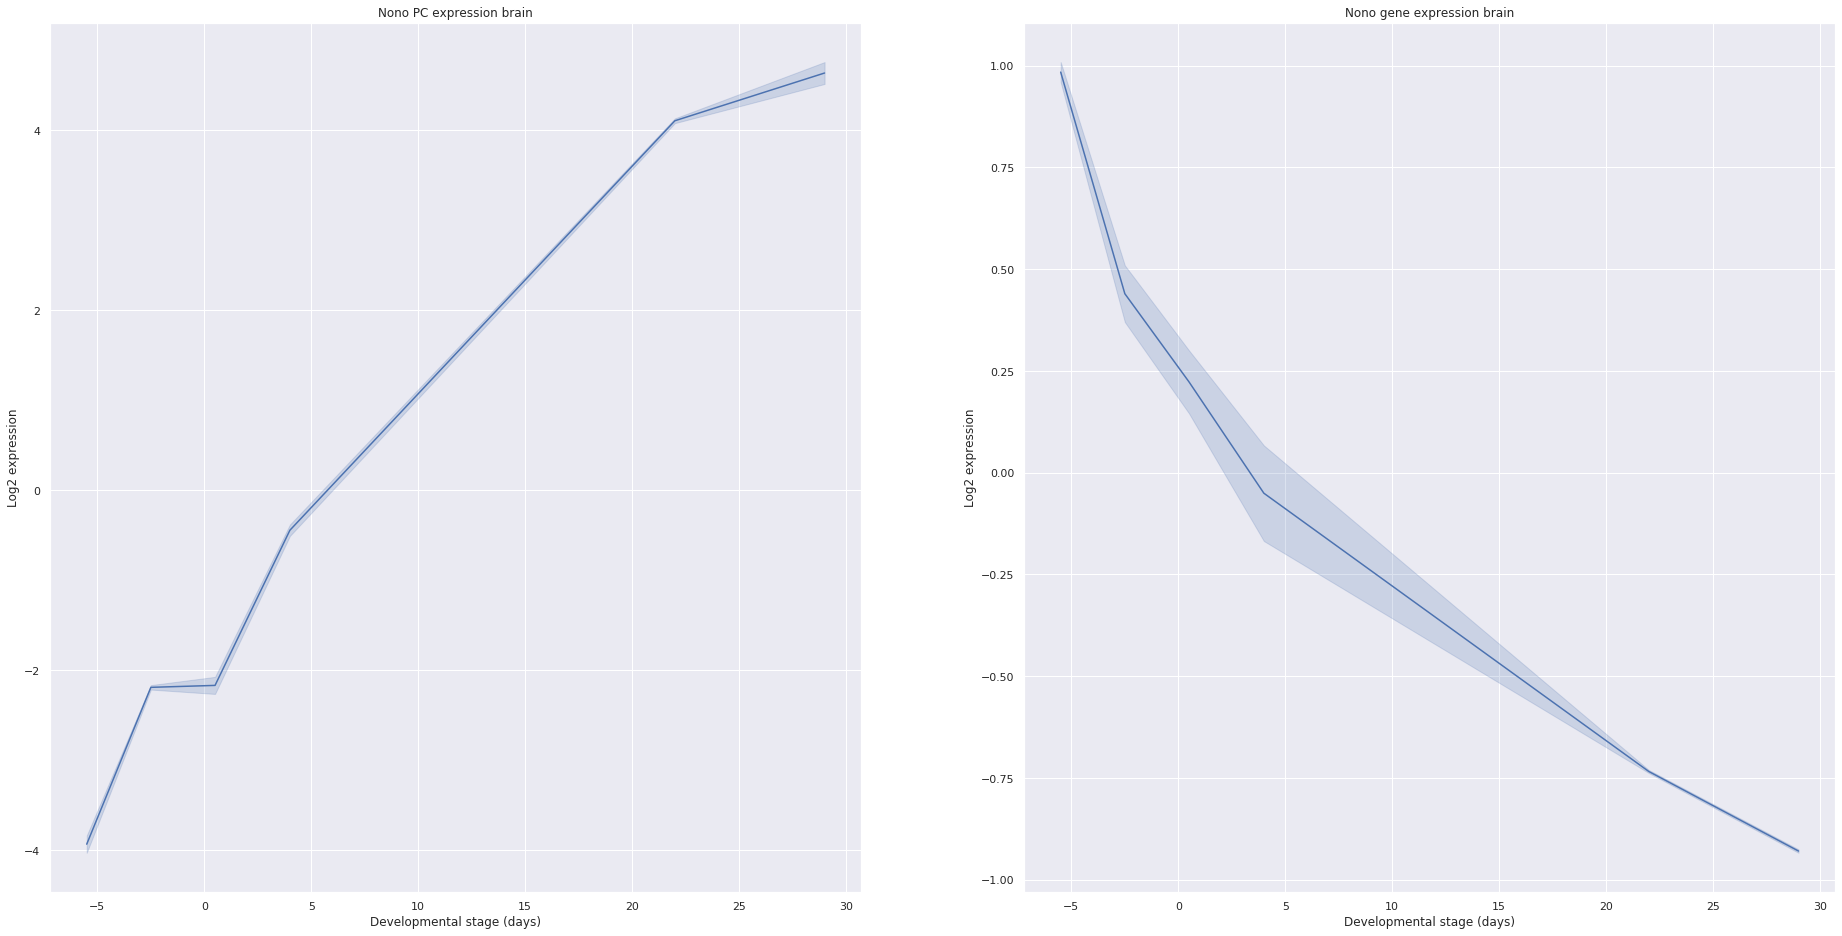 Nono PC expression brain
4
2
0
−2
−4
Log2 expression
−5 0 5 10 15 20 25 30
Developmental stage (days)
Nono gene expression brain
1.00
0.75
0.50
0.25
0.00
−0.25
−0.50
−0.75
−1.00
Log2 expression
−5 0 5 10 15 20 25 30
Developmental stage (days)